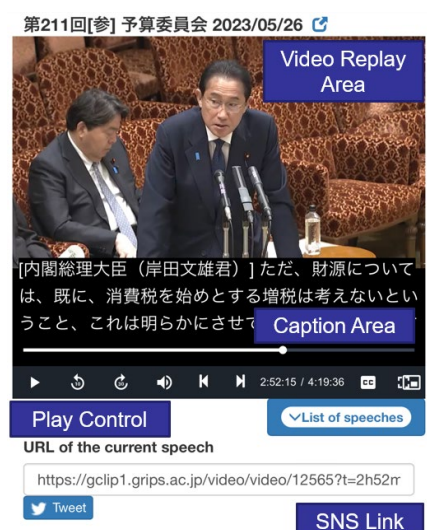 第211回[参] 予算委員会 2023/05/26
Video Replay
Area
[内閣総理大臣（岸田文雄君）] ただ、財源について
は、既に、消費税を始めとする増税は考えないとい
うこと、これは明らかにさせて
Caption Area
10
10
2:52:15 / 4:19:36
CC
Play Control
List of speeches
URL of the current speech
https://gclip1.grips.ac.jp/video/video/12565?t=2h52m
Tweet
SNS Link